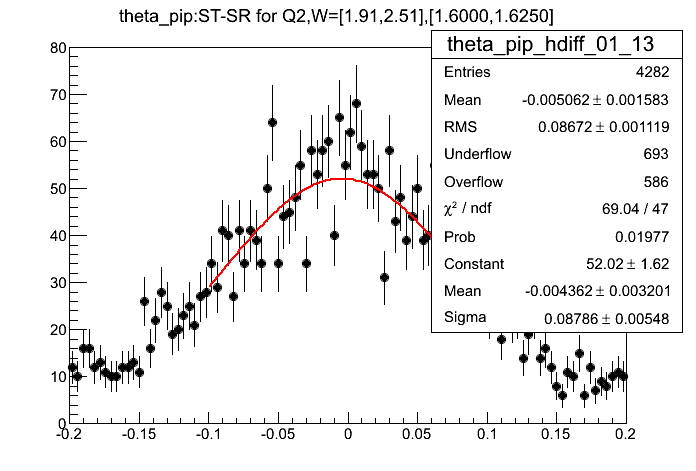 theta_pip:ST-SR for Q2,W=[1.91,2.51],[1.6000,1.6250]
theta_pip_hdiff_01_13
Entries 4282
Mean -0.005062 ± 0.001583
RMS 0.08672 ± 0.001119
Underflow 693
Overflow 586
χ² / ndf 69.04 / 47
Prob 0.01977
Constant 52.02 ± 1.62
Mean -0.004362 ± 0.003201
Sigma 0.08786 ± 0.00548
80
70
60
50
40
30
20
10
0
-0.2 -0.15 -0.1 -0.05 0 0.05 0.1 0.15 0.2